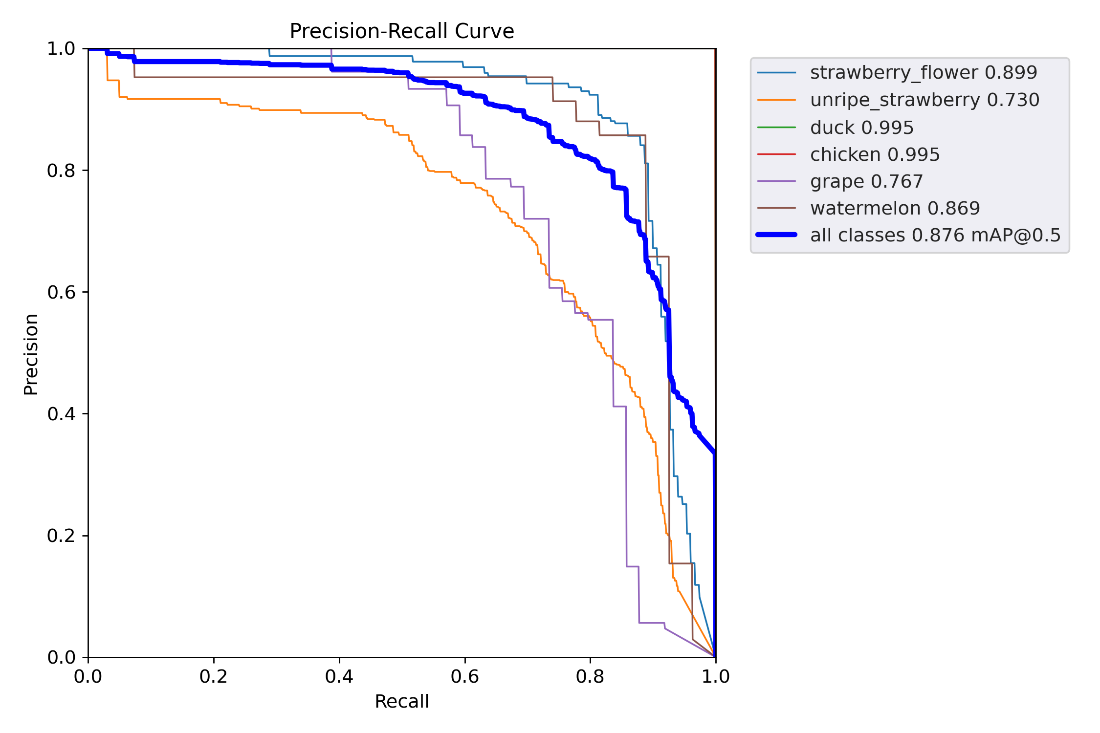 Precision-Recall Curve
1.0
0.8
0.6
0.4
0.2
0.0
Precision
0.0 0.2 0.4 0.6 0.8 1.0
Recall
strawberry_flower 0.899
unripe_strawberry 0.730
duck 0.995
chicken 0.995
grape 0.767
watermelon 0.869
all classes 0.876 mAP@0.5